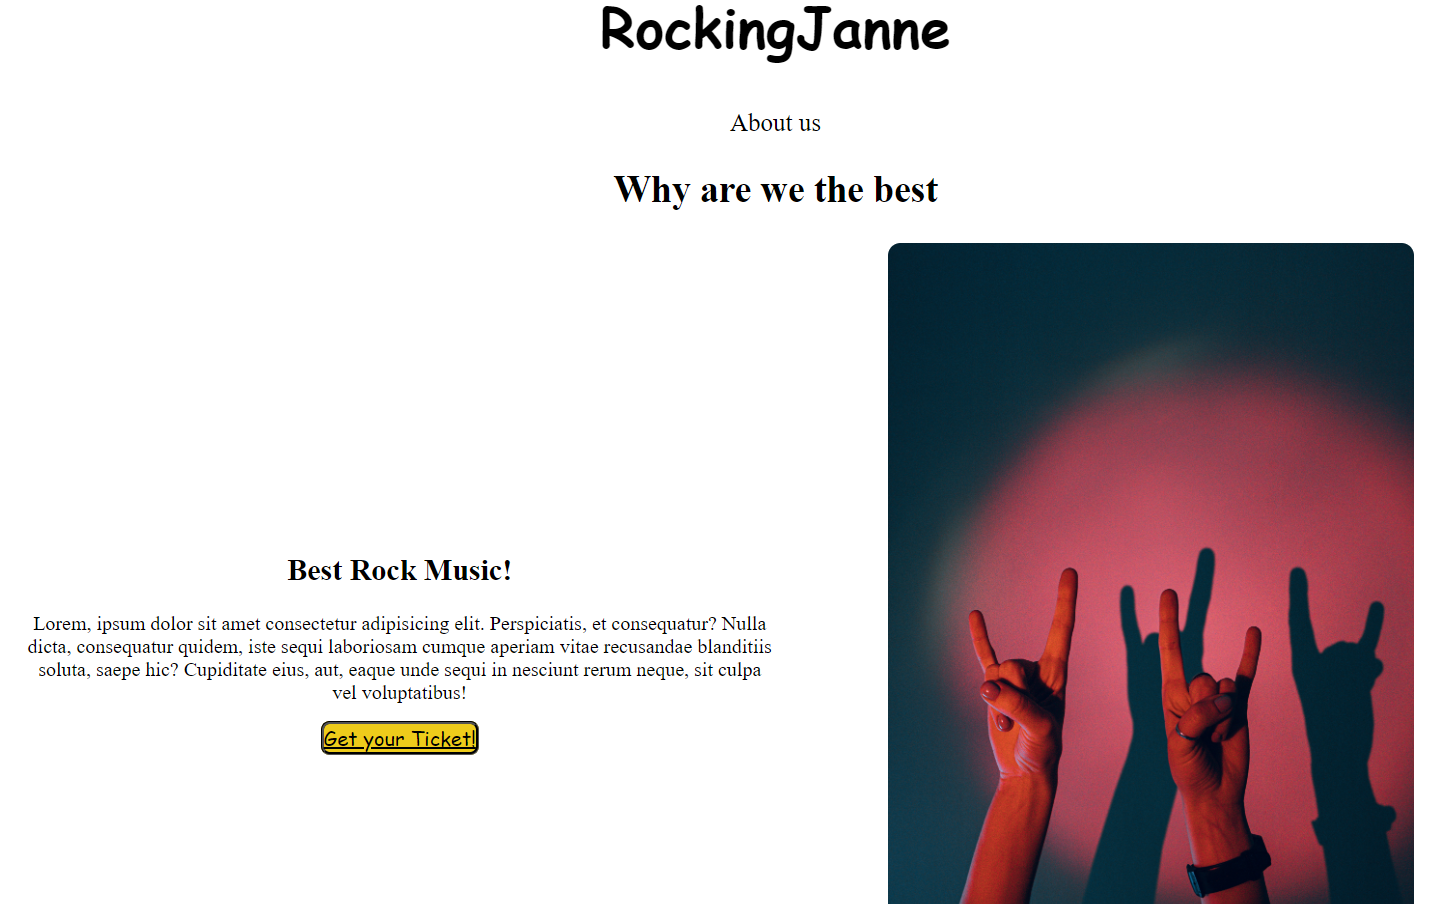 RockingJanne
About us
Why are we the best
Best Rock Music!
Lorem, ipsum dolor sit amet consectetur adipisicing elit. Perspiciatis, et consequatur? Nulla
dicta, consequatur quidem, iste sequi laboriosam cumque aperiam vitae recusandae blanditiis
soluta, saepe hic? Cupiditate eius, aut, eaque unde sequi in nesciunt rerum neque, sit culpa
vel voluptatibus!
Get your Ticket!